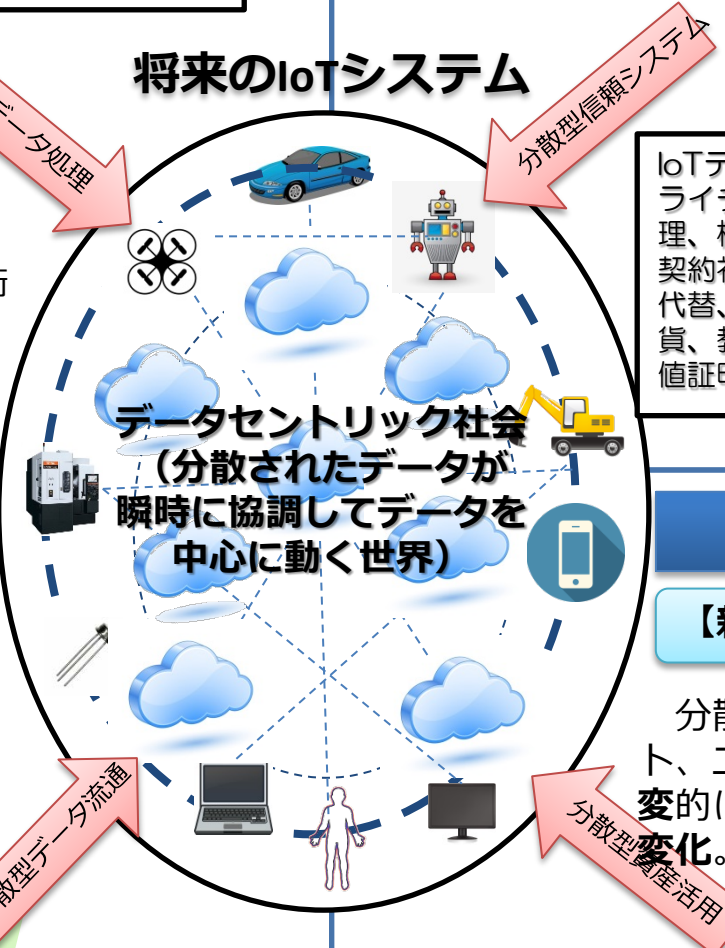 将来のIoTシステム
データ処理
分散型信頼システム
IoTデ
ライ
理、
契約
代替、
貨、
値証
術
データセントリック社会
（分散されたデータが
瞬時に協調してデータを
中心に動く世界）
【新
分散
ト、
変的に
変化。
散型データ流通
分散型資産活用